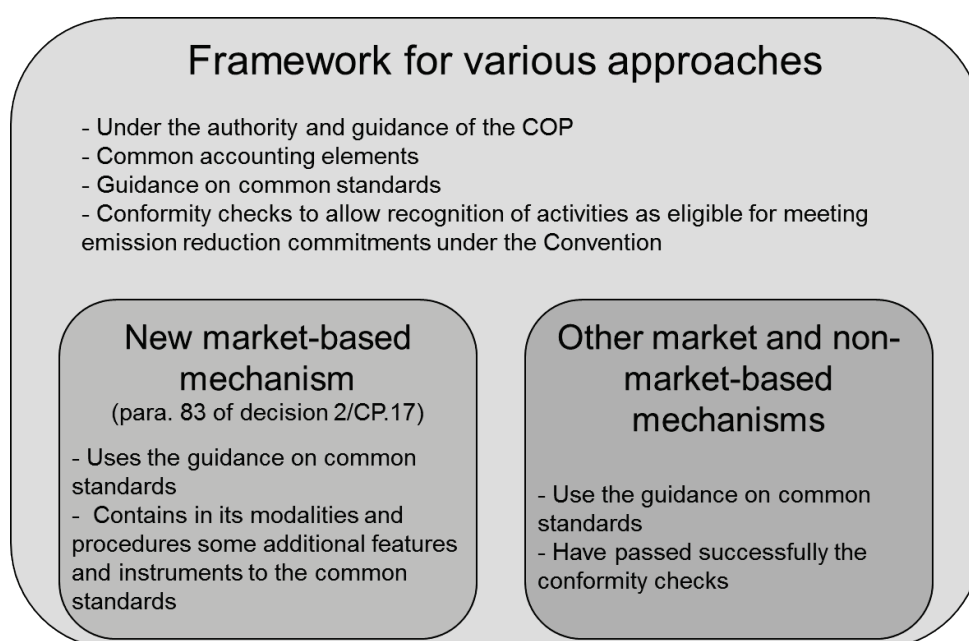 Framework for various approaches
- Under the authority and guidance of the COP
- Common accounting elements
- Guidance on common standards
- Conformity checks to allow recognition of activities as eligible for meeting
emission reduction commitments under the Convention
New market-based
mechanism
(para. 83 of decision 2/CP.17)
- Uses the guidance on common
standards
-  Contains in its modalities and
procedures some additional features
and instruments to the common
standards
Other market and non-
market-based
mechanisms
- Use the guidance on common
standards
- Have passed successfully the
conformity checks